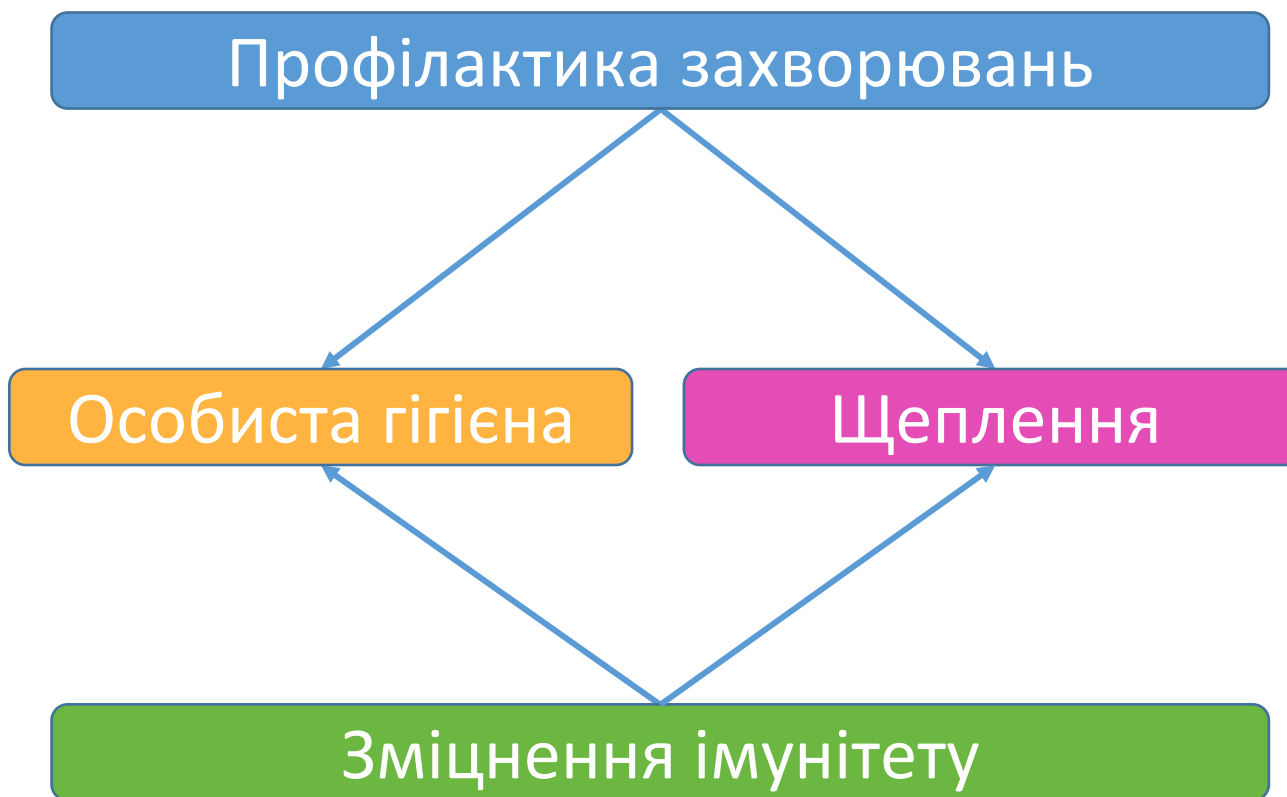 Профілактика захворювань
Особиста гігієна
Щеплення
Зміцнення імунітету